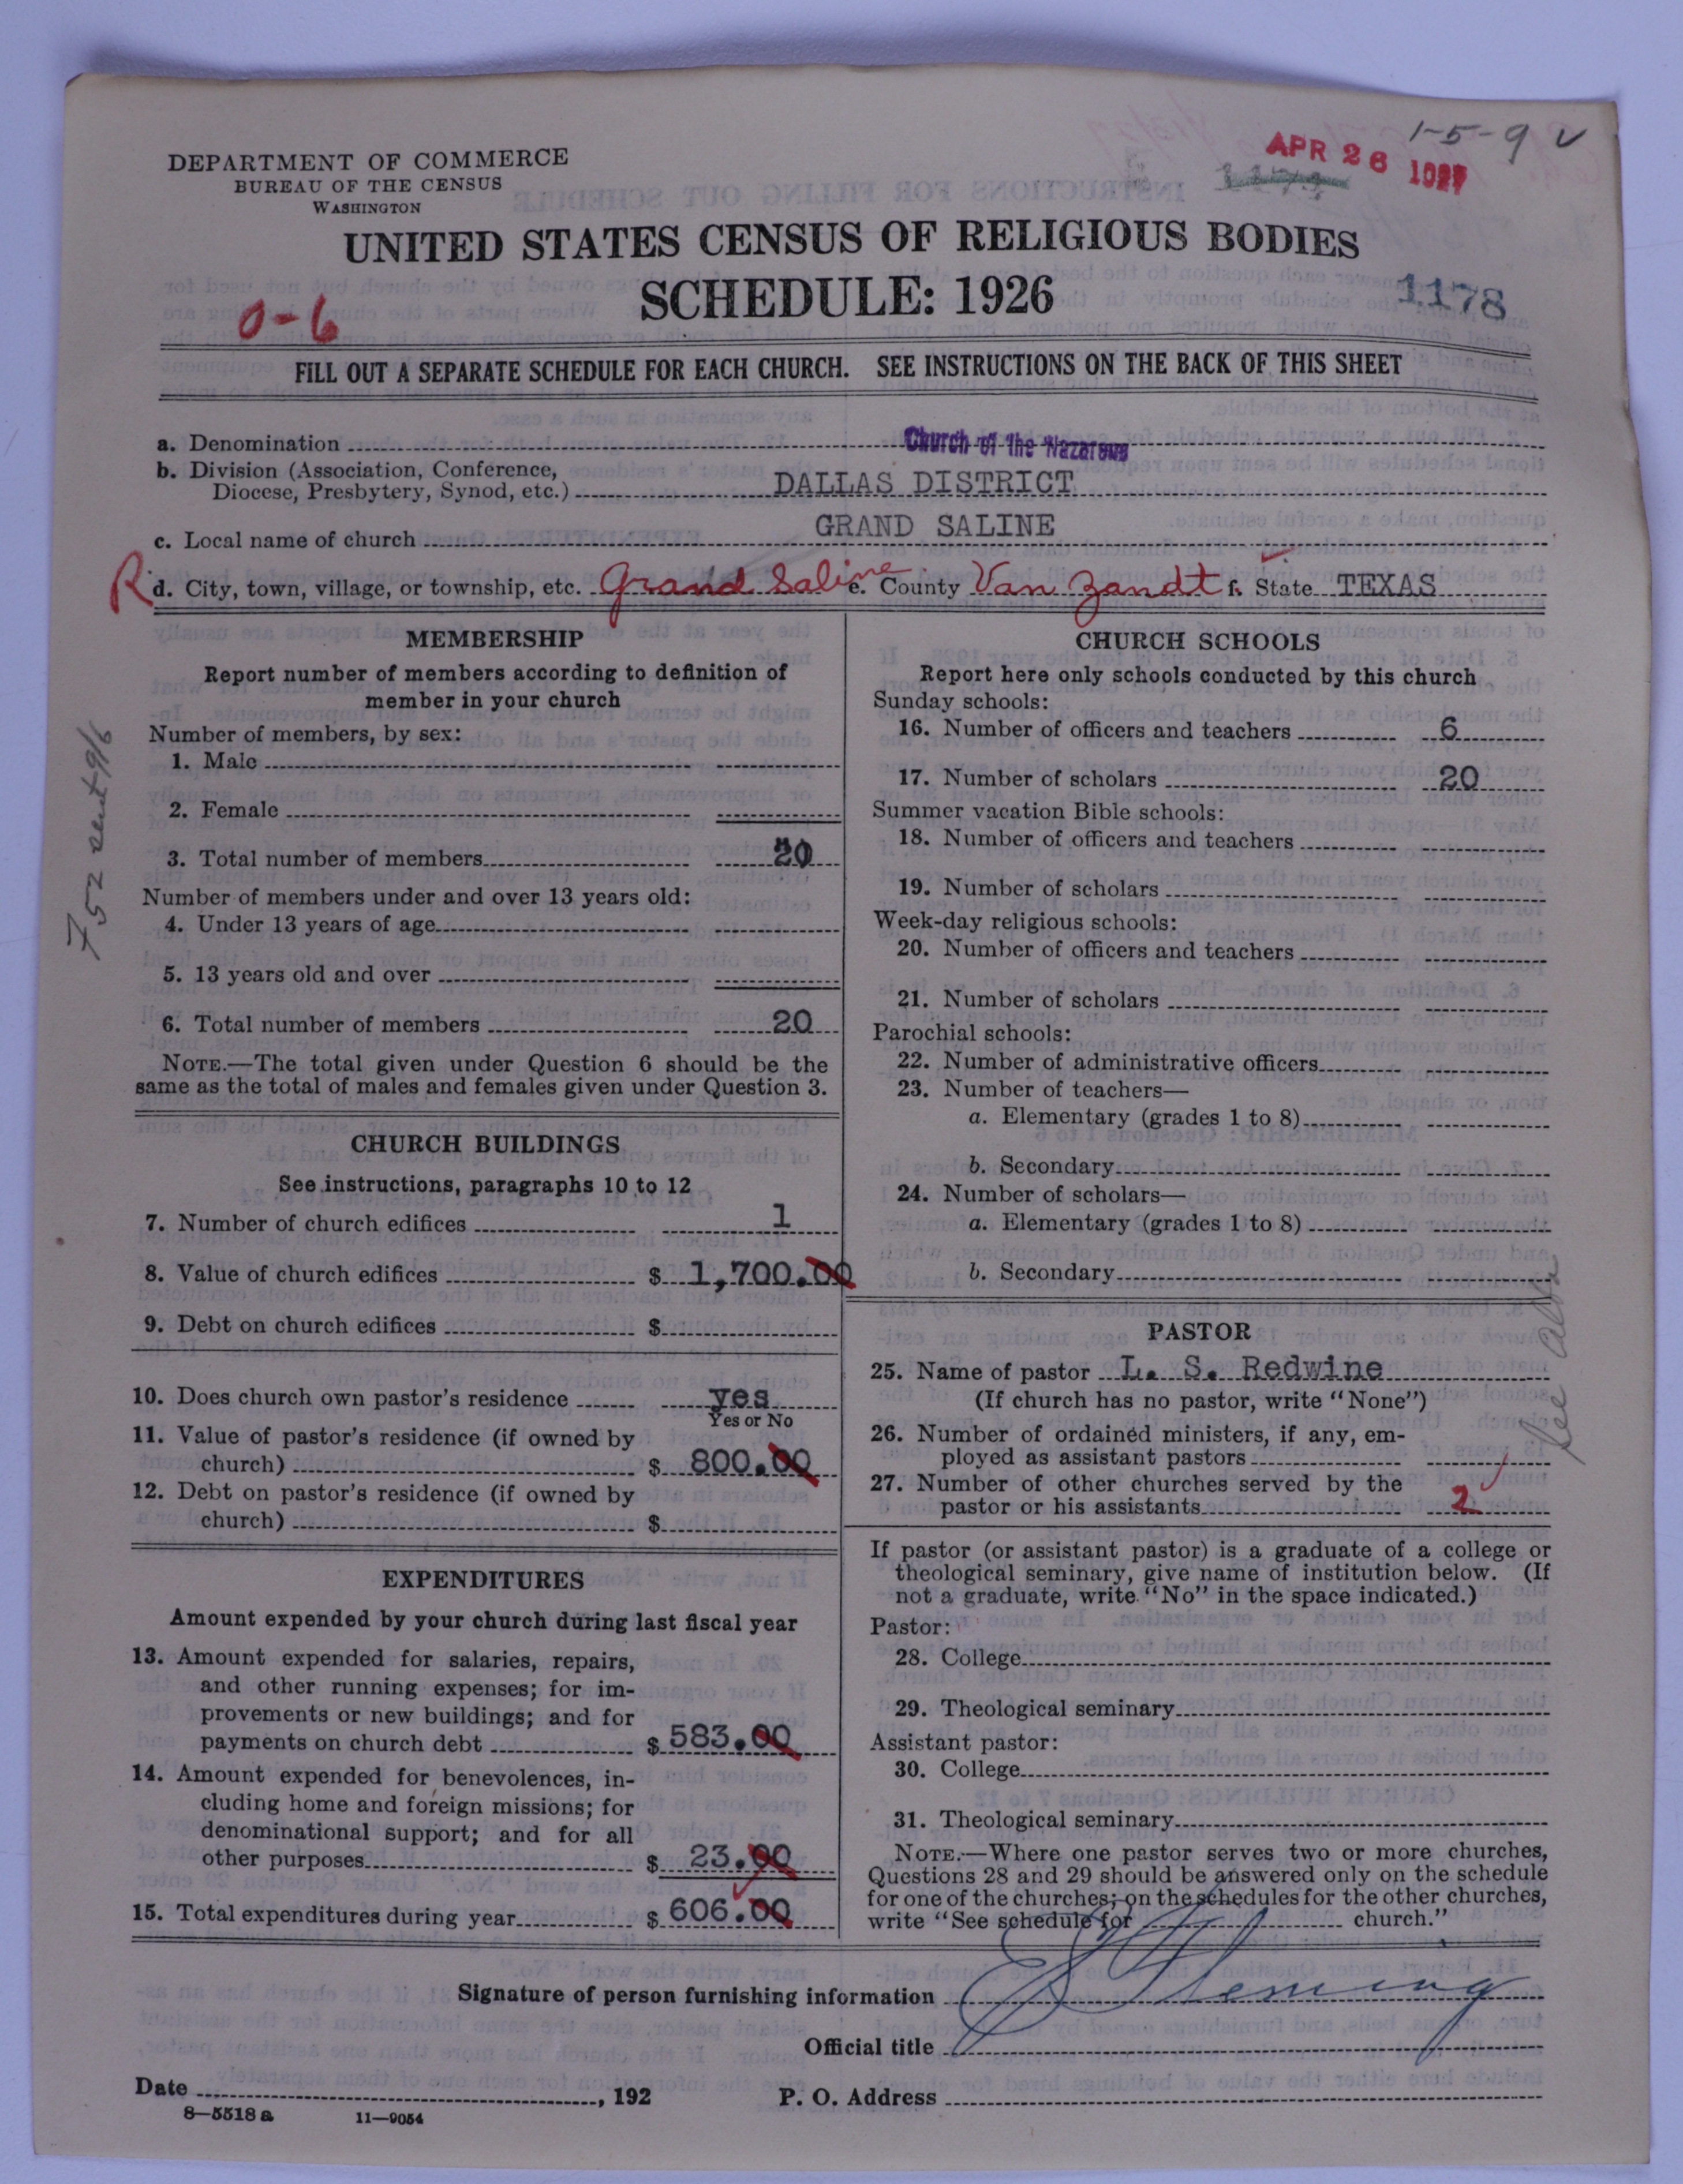 1-5-9 v
APR 26 1927
DEPARTMENT OF COMMERCE
BUREAU OF THE CENSUS
WASHINGTON
UNITED STATES CENSUS OF RELIGIOUS BODIES
SCHEDULE: 1926
1178
0-6
FILL OUT A SEPARATE SCHEDULE FOR EACH CHURCH. SEE INSTRUCTIONS ON THE BACK OF THIS SHEET
a. Denomination Church of the Nazarene
b. Division (Association, Conference,
Diocese, Presbytery, Synod, etc.) DALLAS DISTRICT
c. Local name of church GRAND SALINE
R d. City, town, village, or township, etc. Grand Saline e. County Van Zandt f. State TEXAS
MEMBERSHIP
Report number of members according to definition of
member in your church
Number of members, by sex:
1. Male
2. Female
3. Total number of members 20
Number of members under and over 13 years old:
4. Under 13 years of age
5. 13 years old and over
6. Total number of members 20
NOTE.—The total given under Question 6 should be the
same as the total of males and females given under Question 3.
752 sent 9/6
CHURCH BUILDINGS
See instructions, paragraphs 10 to 12
7. Number of church edifices 1
8. Value of church edifices $ 1,700.00
9. Debt on church edifices $
10. Does church own pastor's residence yes
Yes or No
11. Value of pastor's residence (if owned by
church) $ 800.00
12. Debt on pastor's residence (if owned by
church) $
EXPENDITURES
Amount expended by your church during last fiscal year
13. Amount expended for salaries, repairs,
and other running expenses; for im-
provements or new buildings; and for
payments on church debt $ 583.00
14. Amount expended for benevolences, in-
cluding home and foreign missions; for
denominational support; and for all
other purposes $ 23.00
15. Total expenditures during year $ 606.00
CHURCH SCHOOLS
Report here only schools conducted by this church
Sunday schools:
16. Number of officers and teachers 6
17. Number of scholars 20
Summer vacation Bible schools:
18. Number of officers and teachers
19. Number of scholars
Week-day religious schools:
20. Number of officers and teachers
21. Number of scholars
Parochial schools:
22. Number of administrative officers
23. Number of teachers—
a. Elementary (grades 1 to 8)
b. Secondary
24. Number of scholars—
a. Elementary (grades 1 to 8)
b. Secondary
PASTOR
25. Name of pastor L. S. Redwine
(If church has no pastor, write "None")
26. Number of ordained ministers, if any, em-
ployed as assistant pastors
27. Number of other churches served by the
pastor or his assistants 2
See
If pastor (or assistant pastor) is a graduate of a college or
theological seminary, give name of institution below. (If
not a graduate, write "No" in the space indicated.)
Pastor:
28. College
29. Theological seminary
Assistant pastor:
30. College
31. Theological seminary
NOTE.—Where one pastor serves two or more churches,
Questions 28 and 29 should be answered only on the schedule
for one of the churches; on the schedules for the other churches,
write "See schedule for church."
Signature of person furnishing information Fleming
Official title
Date , 192 P. O. Address
8—5518 a 11—9054